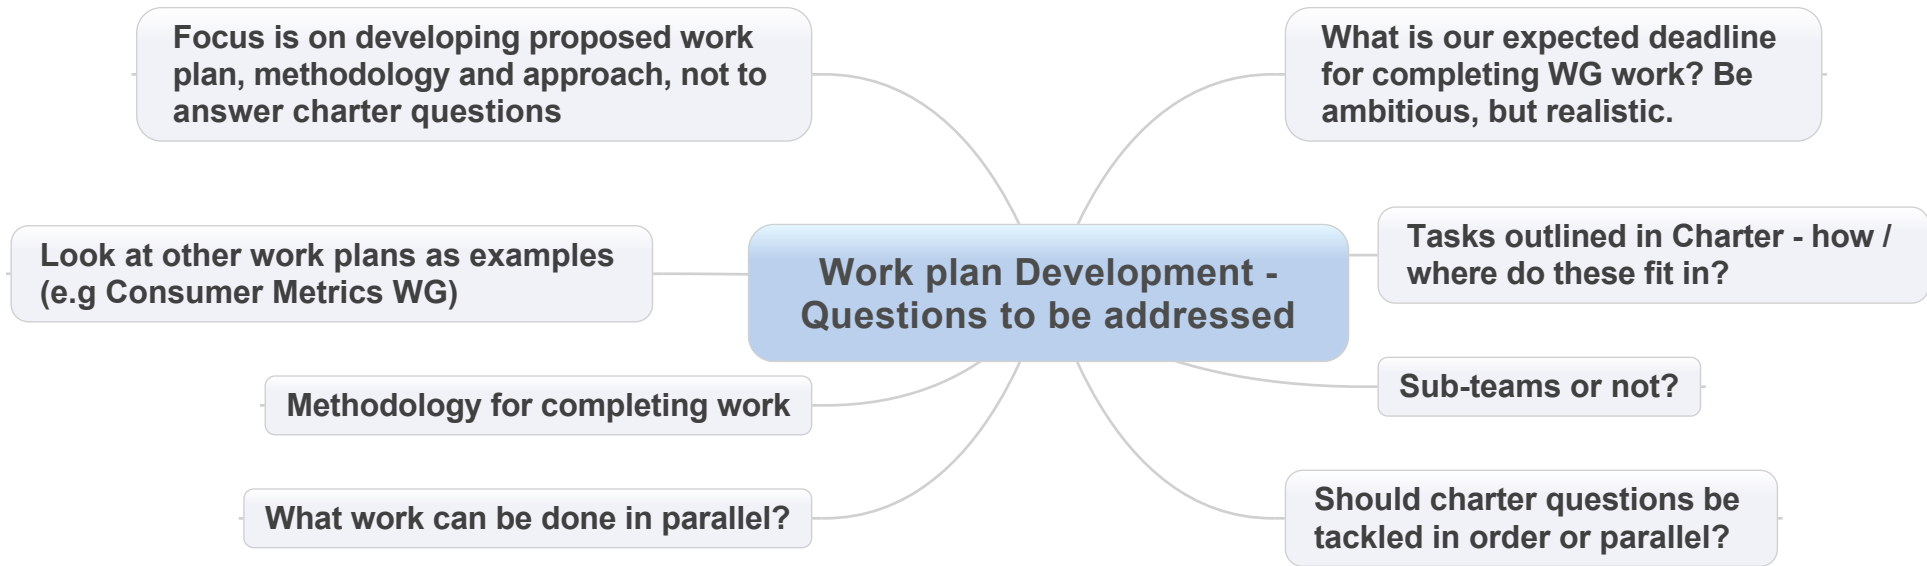 Focus is on developing proposed work
plan, methodology and approach, not to
answer charter questions
What is our expected deadline
for completing WG work? Be
ambitious, but realistic.
Look at other work plans as examples
(e.g Consumer Metrics WG)
Work plan Development -
Questions to be addressed
Tasks outlined in Charter - how /
where do these fit in?
Methodology for completing work
Sub-teams or not?
What work can be done in parallel?
Should charter questions be
tackled in order or parallel?